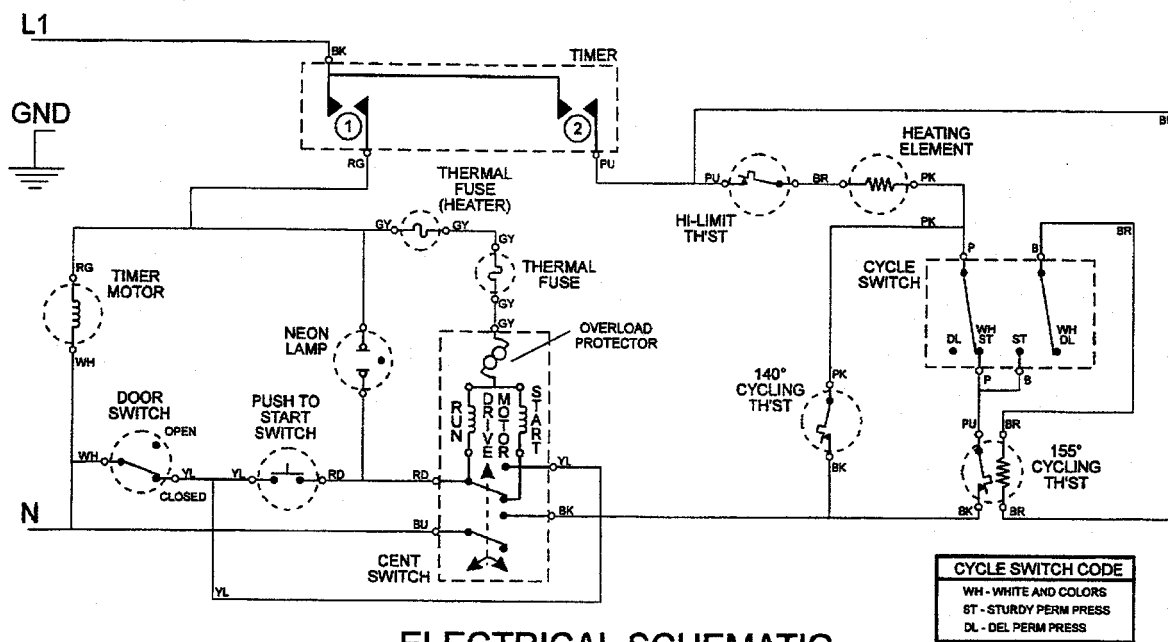 L1
BK
TIMER
GND
1
2
RG
PU
HEATING
ELEMENT
THERMAL
FUSE
(HEATER)
PU
BR
PK
HI-LIMIT
TH'ST
GY
GY
GY
PK
BR
P
B
RG
TIMER
MOTOR
THERMAL
FUSE
CYCLE
SWITCH
GY
GY
NEON
LAMP
OVERLOAD
PROTECTOR
DL
WH
ST
ST
WH
DL
WH
P
B
140°
CYCLING
TH'ST
PK
DOOR
SWITCH
PUSH TO
START
SWITCH
RUN
DRIVE
MOTOR
START
OPEN
PU
BR
155°
CYCLING
TH'ST
WH
YL
YL
RD
RD
YL
BK
CLOSED
N
BU
BK
BK
BR
CENT
SWITCH
YL
CYCLE SWITCH CODE
WH - WHITE AND COLORS
ST - STURDY PERM PRESS
DL - DEL PERM PRESS
ELECTRICAL SCHEMATIC